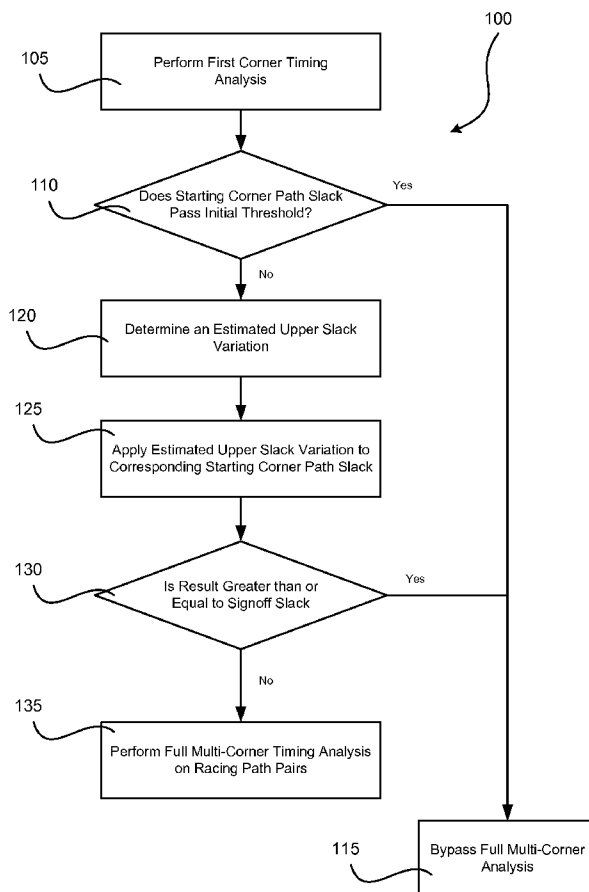 100
105
Perform First Corner Timing
Analysis
110
Does Starting Corner Path Slack
Pass Initial Threshold?
Yes
No
120
Determine an Estimated Upper Slack
Variation
125
Apply Estimated Upper Slack Variation to
Corresponding Starting Corner Path Slack
130
Is Result Greater than or
Equal to Signoff Slack
Yes
No
135
Perform Full Multi-Corner Timing Analysis
on Racing Path Pairs
115
Bypass Full Multi-Corner
Analysis